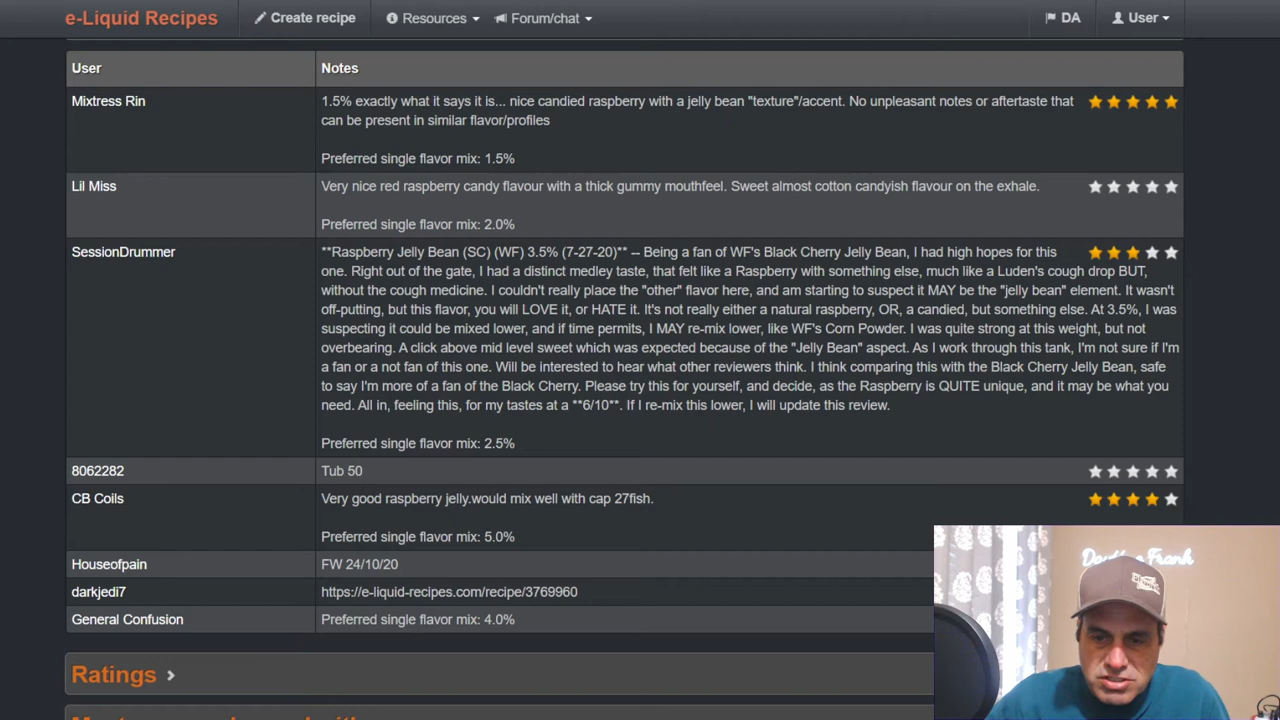 e-Liquid Recipes
Create recipe
Resources
Forum/chat
DA
User
User
Notes
Mixtress Rin
1.5% exactly what it says it is... nice candied raspberry with a jelly bean "texture"/accent. No unpleasant notes or aftertaste that
can be present in similar flavor/profiles
Preferred single flavor mix: 1.5%
Lil Miss
Very nice red raspberry candy flavour with a thick gummy mouthfeel. Sweet almost cotton candyish flavour on the exhale.
Preferred single flavor mix: 2.0%
SessionDrummer
**Raspberry Jelly Bean (SC) (WF) 3.5% (7-27-20)** -- Being a fan of WF's Black Cherry Jelly Bean, I had high hopes for this
one. Right out of the gate, I had a distinct medley taste, that felt like a Raspberry with something else, much like a Luden's cough drop BUT,
without the cough medicine. I couldn't really place the "other" flavor here, and am starting to suspect it MAY be the "jelly bean" element. It wasn't
off-putting, but this flavor, you will LOVE it, or HATE it. It's not really either a natural raspberry, OR, a candied, but something else. At 3.5%, I was
suspecting it could be mixed lower, and if time permits, I MAY re-mix lower, like WF's Corn Powder. I was quite strong at this weight, but not
overbearing. A click above mid level sweet which was expected because of the "Jelly Bean" aspect. As I work through this tank, I'm not sure if I'm
a fan or a not fan of this one. Will be interested to hear what other reviewers think. I think comparing this with the Black Cherry Jelly Bean, safe
to say I'm more of a fan of the Black Cherry. Please try this for yourself, and decide, as the Raspberry is QUITE unique, and it may be what you
need. All in, feeling this, for my tastes at a **6/10**. If I re-mix this lower, I will update this review.
Preferred single flavor mix: 2.5%
8062282
Tub 50
CB Coils
Very good raspberry jelly.would mix well with cap 27fish.
Preferred single flavor mix: 5.0%
Houseofpain
FW 24/10/20
darkjedi7
https://e-liquid-recipes.com/recipe/3769960
General Confusion
Preferred single flavor mix: 4.0%
Ratings